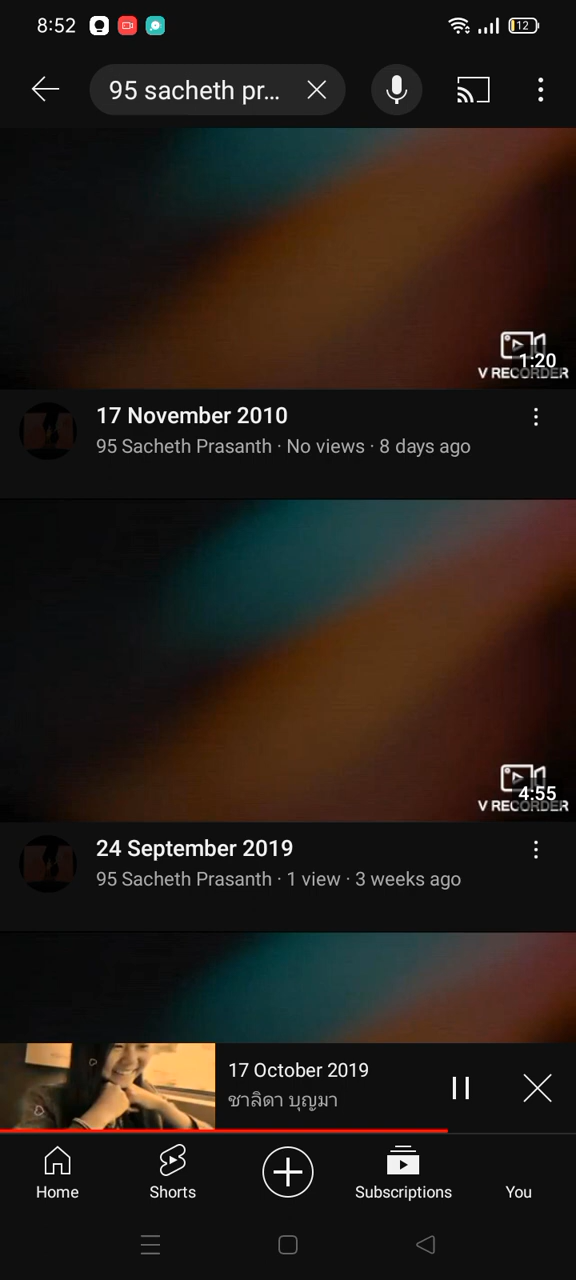 8:52
12
95 sacheth pr...
1:20
V RECORDER
17 November 2010
95 Sacheth Prasanth · No views · 8 days ago
4:55
V RECORDER
24 September 2019
95 Sacheth Prasanth · 1 view · 3 weeks ago
17 October 2019
ชาลิดา บุญมา
Home
Shorts
Subscriptions
You